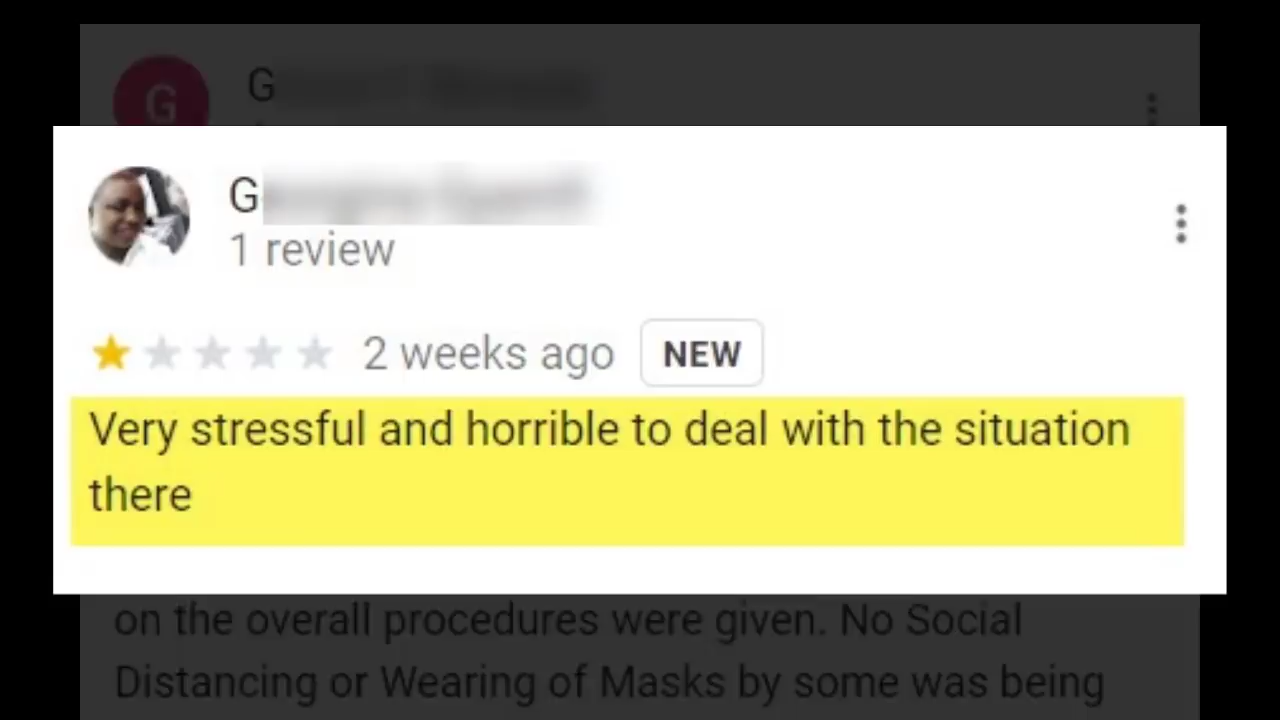 G
G
G
1 review
2 weeks ago NEW
Very stressful and horrible to deal with the situation
there
on the overall procedures were given. No Social
Distancing or Wearing of Masks by some was being